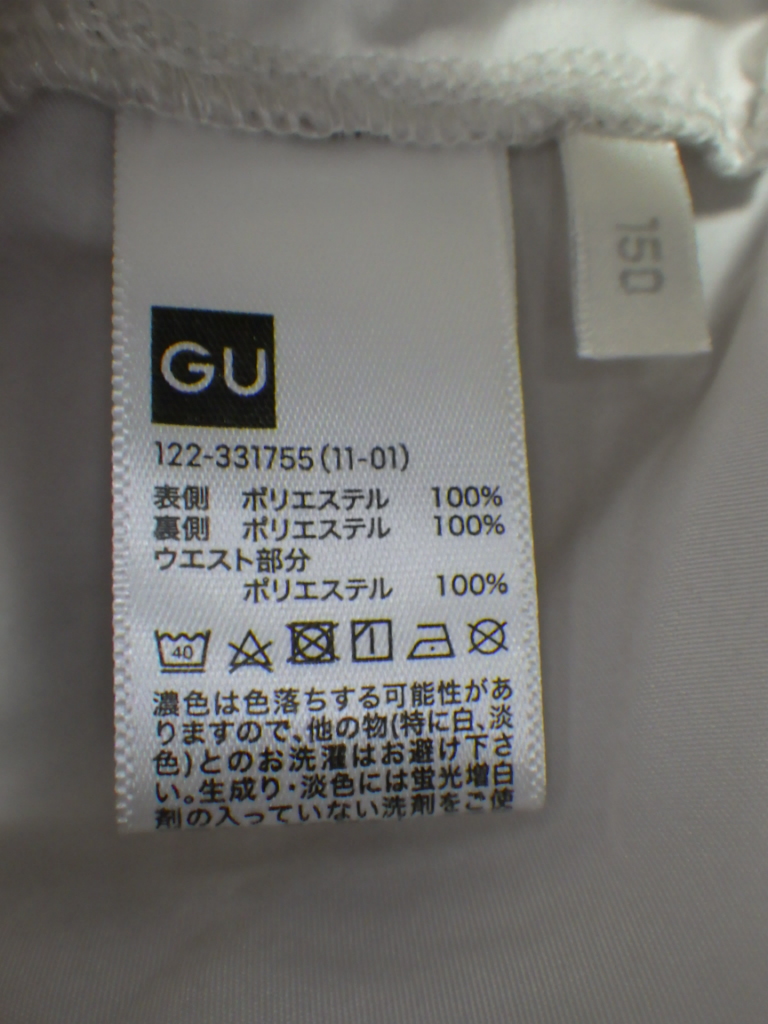 GU
122-331755(11-01)
表側 ポリエステル 100%
裏側 ポリエステル 100%
ウエスト部分
ポリエステル 100%
40
濃色は色落ちする可能性があ
りますので、他の物(特に白、淡
色)とのお洗濯はお避け下さ
い。生成り・淡色には蛍光増白
剤の入っていない洗剤をご使
150